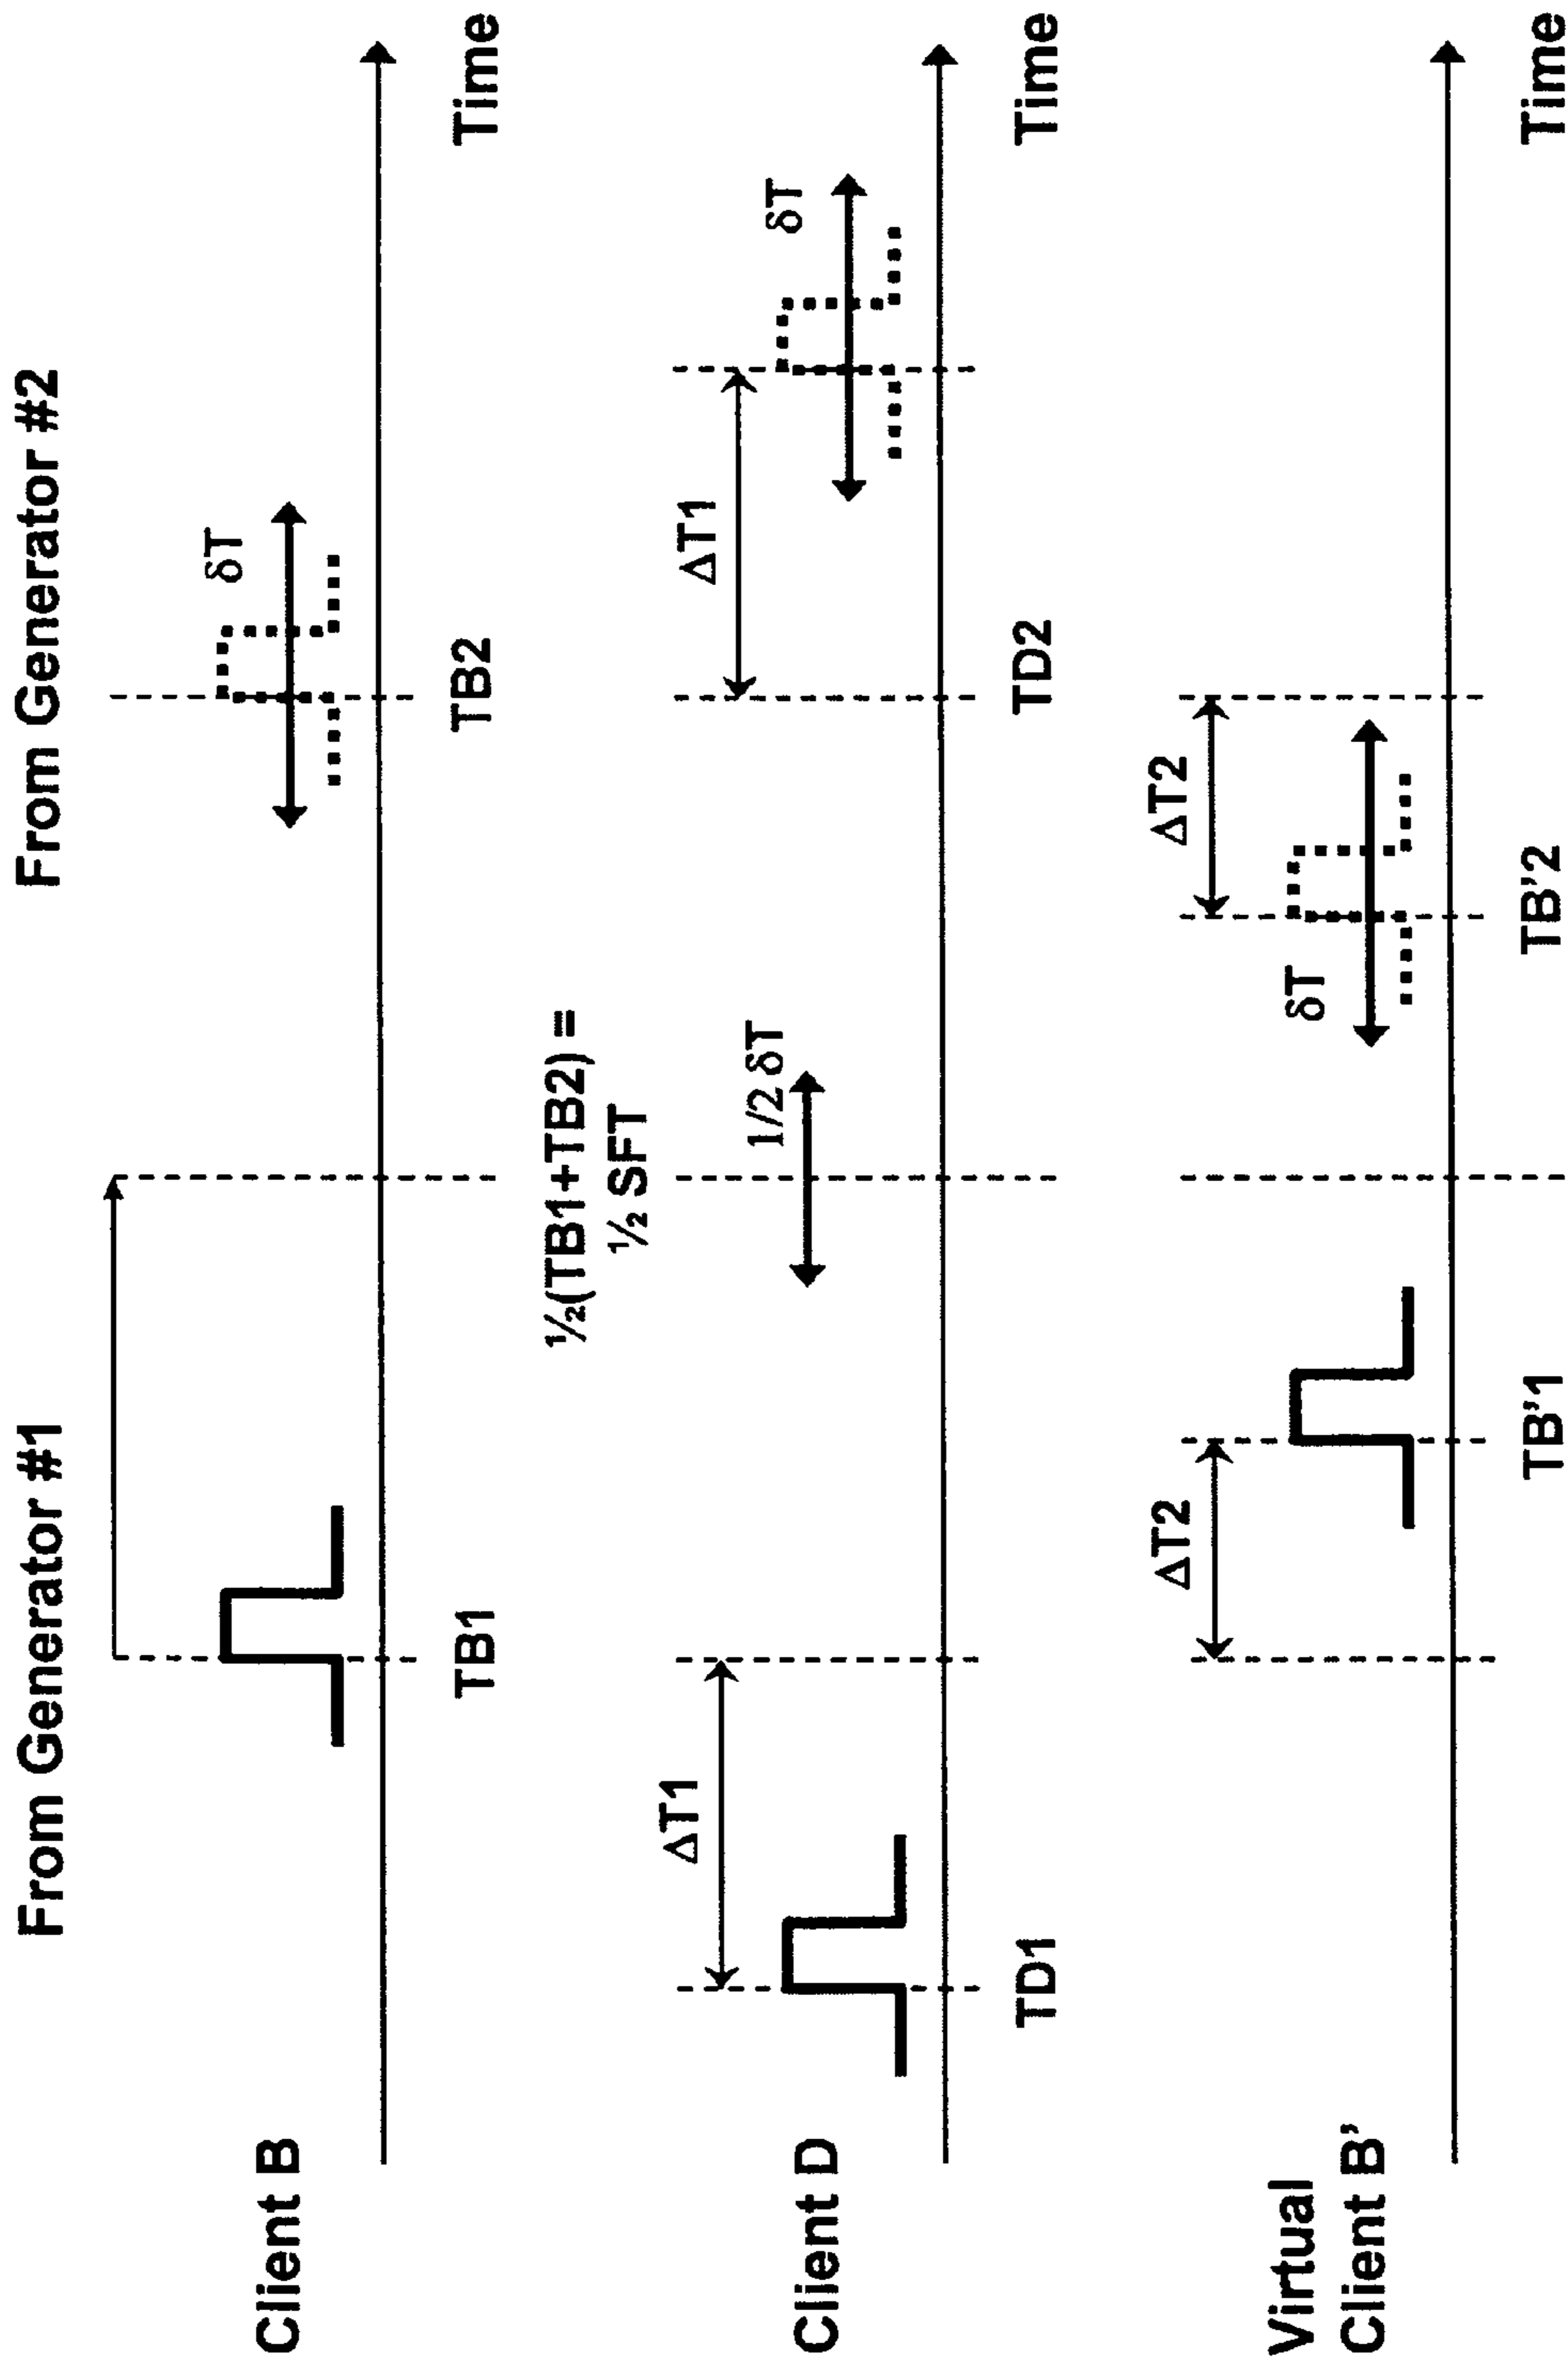 From Generator #1
From Generator #2
Client B
δT
TB1
TB2
Time
½(TB1+TB2) =
½ SFT
Client D
ΔT1
1/2 δT
ΔT1
δT
TD1
TD2
Time
Virtual
Client B'
ΔT2
δT
ΔT2
TB'1
TB'2
Time